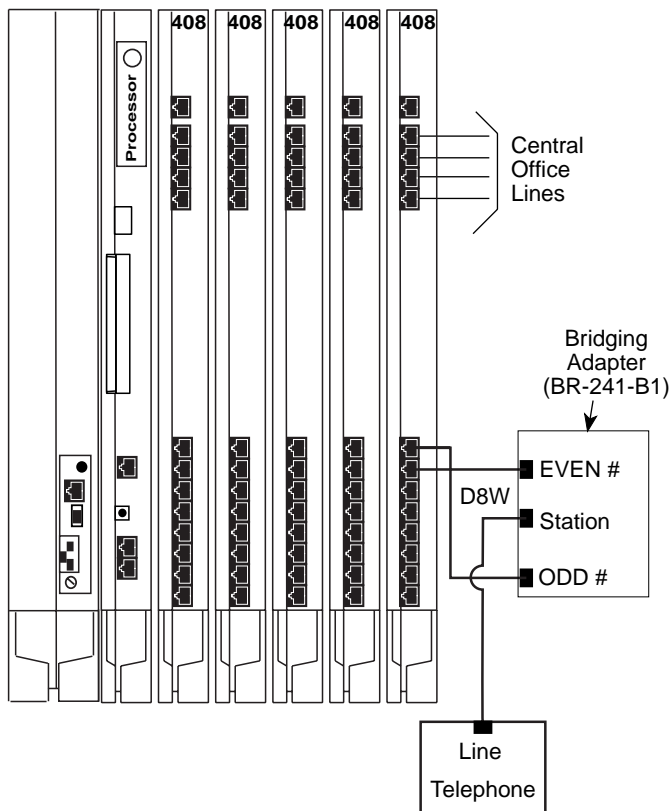 408 408 408 408 408
Processor
Central
Office
Lines
Bridging
Adapter
(BR-241-B1)
EVEN #
D8W
Station
ODD #
Line
Telephone